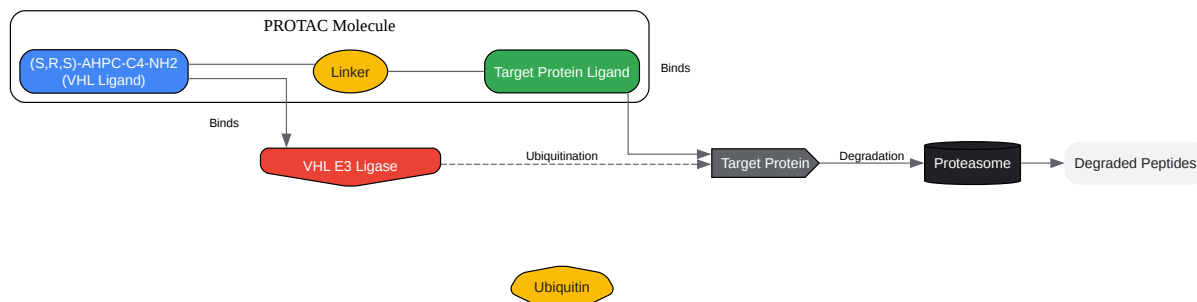 PROTAC Molecule
(S,R,S)-AHPC-C4-NH2
(VHL Ligand)
Linker
Target Protein Ligand
Binds
Binds
VHL E3 Ligase
Ubiquitination
Target Protein
Degradation
Proteasome
Degraded Peptides
Ubiquitin